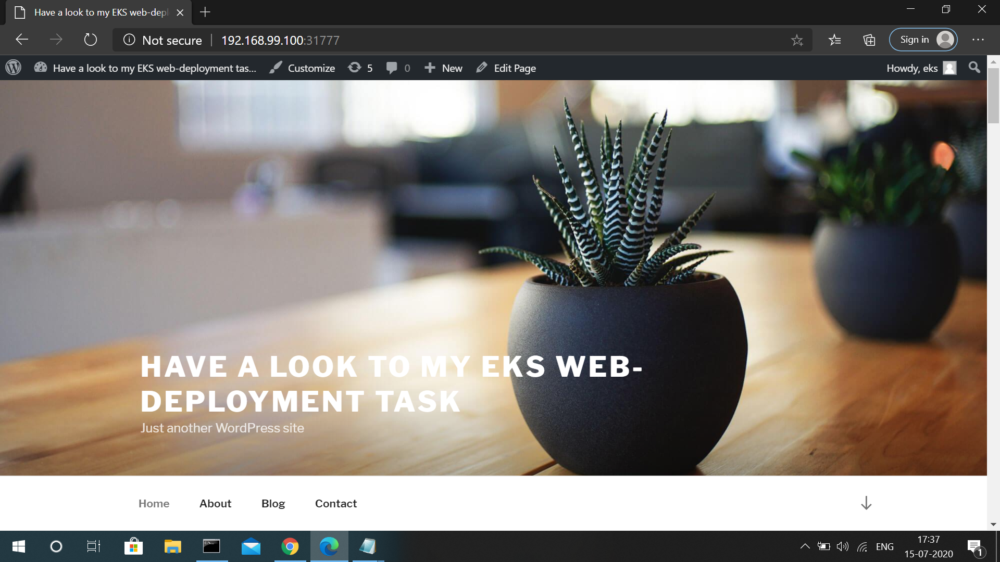 Have a look to my EKS web-depl
Not secure 192.168.99.100:31777
Sign in
Have a look to my EKS web-deployment tas... Customize 5 0 New Edit Page Howdy, eks
HAVE A LOOK TO MY EKS WEB-
DEPLOYMENT TASK
Just another WordPress site
Home About Blog Contact
ENG 17:37
15-07-2020
1